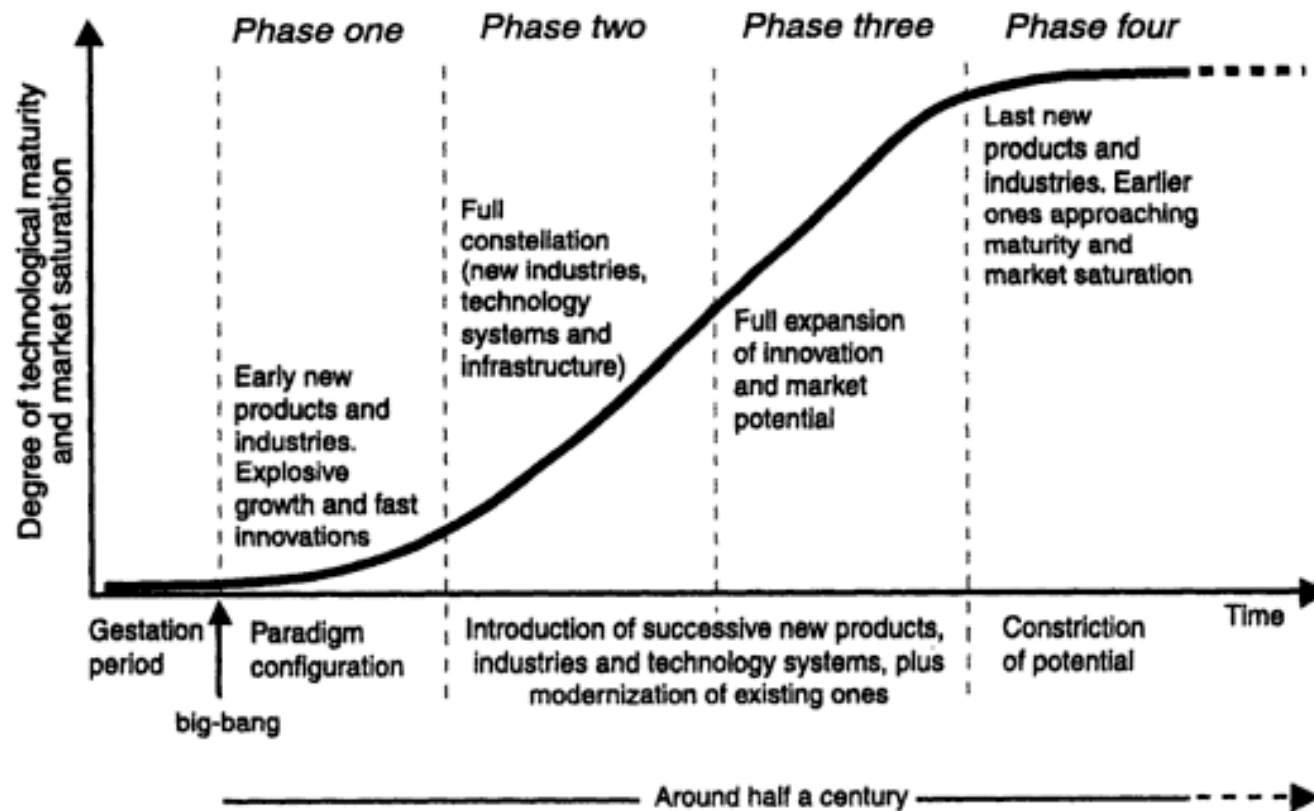 Phase one
Phase two
Phase three
Phase four
Degree of technological maturity
and market saturation
Early new
products and
industries.
Explosive
growth and fast
innovations
Full
constellation
(new industries,
technology
systems and
infrastructure)
Full expansion
of innovation
and market
potential
Last new
products and
industries. Earlier
ones approaching
maturity and
market saturation
Time
Gestation
period
big-bang
Paradigm
configuration
Introduction of successive new products,
industries and technology systems, plus
modernization of existing ones
Constriction
of potential
Around half a century